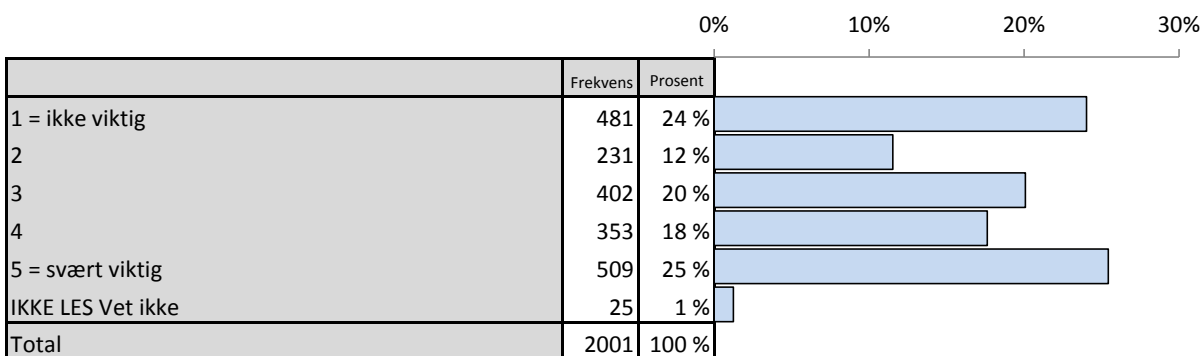 0% 10% 20% 30%
Frekvens Prosent
1 = ikke viktig 481 24 %
2 231 12 %
3 402 20 %
4 353 18 %
5 = svært viktig 509 25 %
IKKE LES Vet ikke 25 1 %
Total 2001 100 %